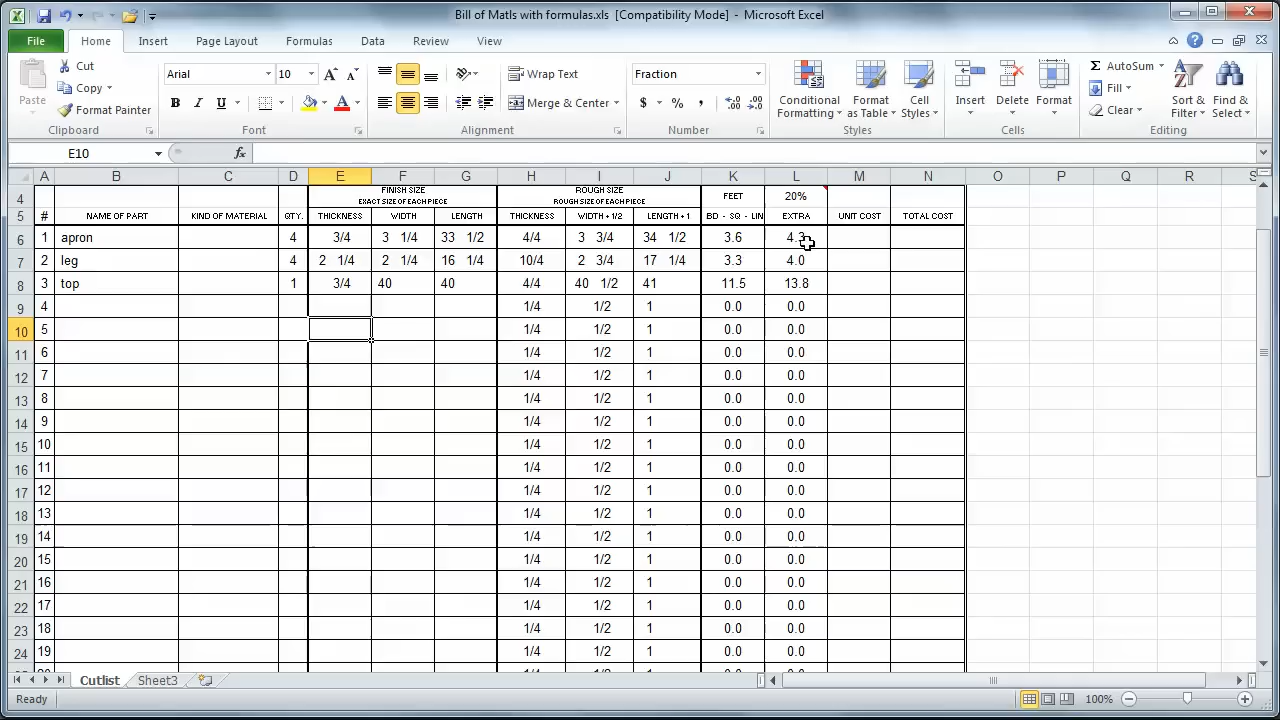 Bill of Matls with formulas.xls [Compatibility Mode] - Microsoft Excel
File Home Insert Page Layout Formulas Data Review View
Paste
Cut
Copy
Format Painter
Clipboard
Arial 10
B I U
Font
Wrap Text
Merge & Center
Alignment
Fraction
$ % ,
Number
Conditional Formatting
Format as Table
Cell Styles
Styles
Insert Delete Format
Cells
AutoSum
Fill
Clear
Sort & Filter
Find & Select
Editing
E10 fx
A B C D E F G H I J K L M N O P Q R S
4 FINISH SIZE ROUGH SIZE FEET 20%
EXACT SIZE OF EACH PIECE ROUGH SIZE OF EACH PIECE
5 # NAME OF PART KIND OF MATERIAL QTY. THICKNESS WIDTH LENGTH THICKNESS WIDTH + 1/2 LENGTH + 1 BD - SQ - LIN EXTRA UNIT COST TOTAL COST
6 1 apron 4 3/4 3 1/4 33 1/2 4/4 3 3/4 34 1/2 3.6 4.3
7 2 leg 4 2 1/4 2 1/4 16 1/4 10/4 2 3/4 17 1/4 3.3 4.0
8 3 top 1 3/4 40 40 4/4 40 1/2 41 11.5 13.8
9 4 1/4 1/2 1 0.0 0.0
10 5 1/4 1/2 1 0.0 0.0
11 6 1/4 1/2 1 0.0 0.0
12 7 1/4 1/2 1 0.0 0.0
13 8 1/4 1/2 1 0.0 0.0
14 9 1/4 1/2 1 0.0 0.0
15 10 1/4 1/2 1 0.0 0.0
16 11 1/4 1/2 1 0.0 0.0
17 12 1/4 1/2 1 0.0 0.0
18 13 1/4 1/2 1 0.0 0.0
19 14 1/4 1/2 1 0.0 0.0
20 15 1/4 1/2 1 0.0 0.0
21 16 1/4 1/2 1 0.0 0.0
22 17 1/4 1/2 1 0.0 0.0
23 18 1/4 1/2 1 0.0 0.0
24 19 1/4 1/2 1 0.0 0.0
Cutlist Sheet3
Ready 100%